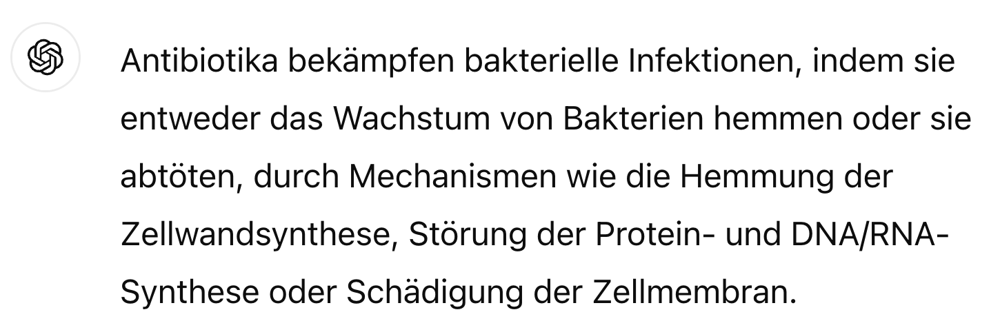 Antibiotika bekämpfen bakterielle Infektionen, indem sie
entweder das Wachstum von Bakterien hemmen oder sie
abtöten, durch Mechanismen wie die Hemmung der
Zellwandsynthese, Störung der Protein- und DNA/RNA-
Synthese oder Schädigung der Zellmembran.